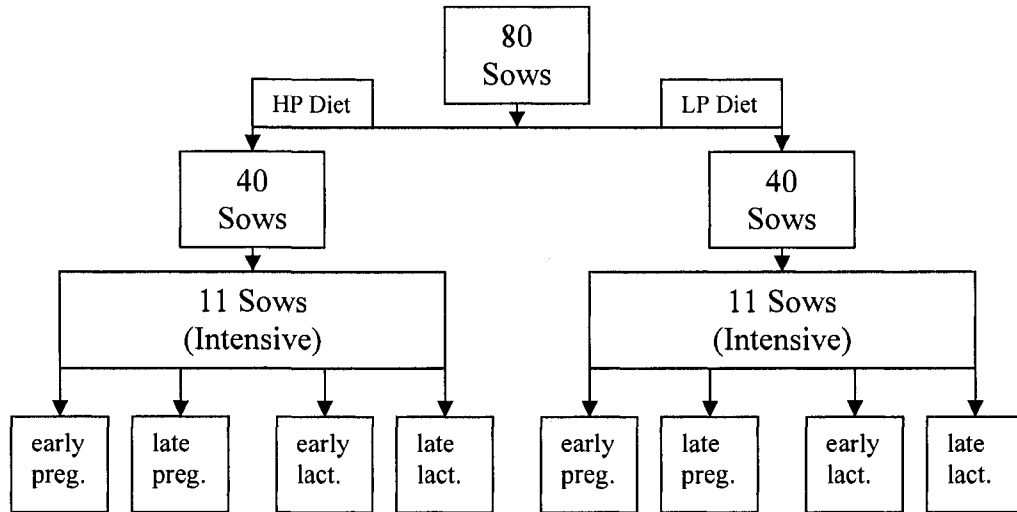 80
Sows
HP Diet
LP Diet
40
Sows
40
Sows
11 Sows
(Intensive)
11 Sows
(Intensive)
early
preg.
late
preg.
early
lact.
late
lact.
early
preg.
late
preg.
early
lact.
late
lact.